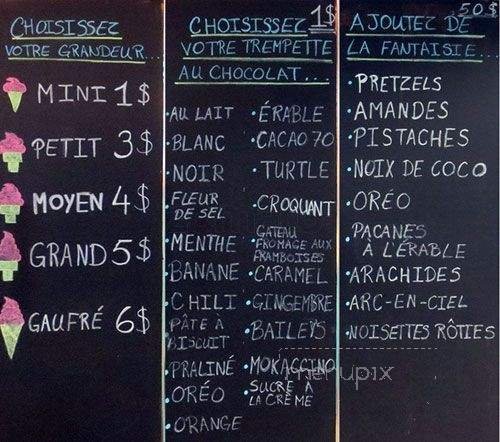 CHOISISSEZ
VOTRE GRANDEUR...
MINI 1$
PETIT 3$
MOYEN 4$
GRAND 5$
GAUFRÉ 6$
CHOISISSEZ 1$
VOTRE TREMPETTE
AU CHOCOLAT...
•AU LAIT
•BLANC
•NOIR
•FLEUR
DE SEL
•MENTHE
•BANANE
•CHILI
•PÂTE À
BISCUIT
•PRALINÉ
•ORÉO
•ORANGE
•ÉRABLE
•CACAO 70
•TURTLE
•CROQUANT
•GATEAU
FROMAGE AUX
FRAMBOISES
•CARAMEL
•GINGEMBRE
•BAILEYS
•MOKACCINO
•SUCRE À
LA CRÈME
AJOUTEZ DE .50$
LA FANTAISIE...
•PRETZELS
•AMANDES
•PISTACHES
•NOIX DE COCO
•ORÉO
•PACANES
À L'ÉRABLE
•ARACHIDES
•ARC-EN-CIEL
•NOISETTES RÔTIES
menupix